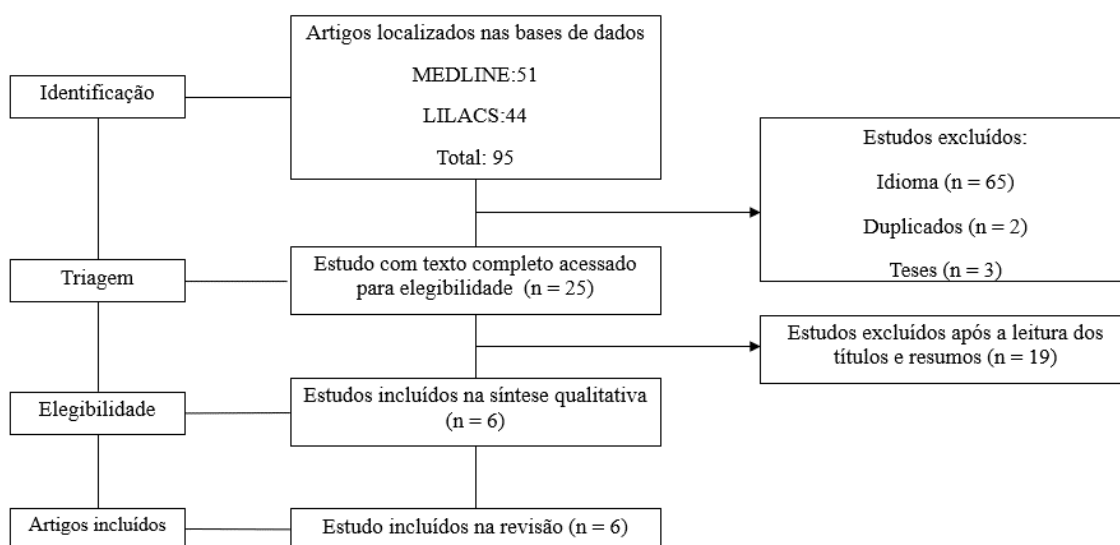 Artigos localizados nas bases de dados
MEDLINE:51
LILACS:44
Total: 95
Identificação
Estudos excluídos:
Idioma (n = 65)
Duplicados (n = 2)
Teses (n = 3)
Triagem
Estudo com texto completo acessado
para elegibilidade (n = 25)
Estudos excluídos após a leitura dos
títulos e resumos (n = 19)
Elegibilidade
Estudos incluídos na síntese qualitativa
(n = 6)
Artigos incluídos
Estudo incluídos na revisão (n = 6)